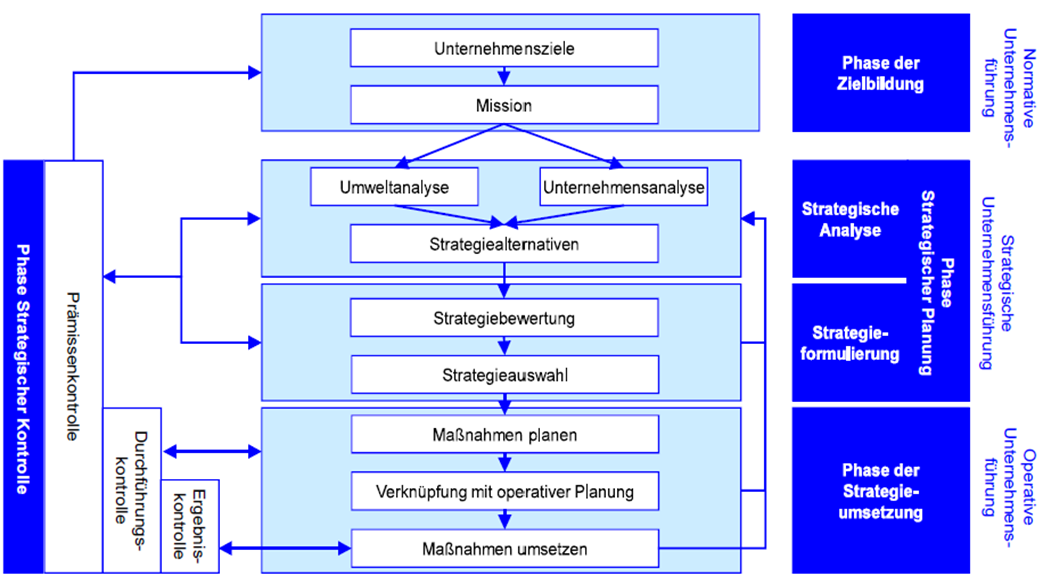 Unternehmensziele
Mission
Phase der
Zielbildung
Normative
Unternehmens-
führung
Umweltanalyse
Unternehmensanalyse
Strategiealternativen
Strategische
Analyse
Strategiebewertung
Strategieauswahl
Strategie-
formulierung
Phase
Strategischer Planung
Strategische
Unternehmensführung
Maßnahmen planen
Verknüpfung mit operativer Planung
Maßnahmen umsetzen
Phase der
Strategie-
umsetzung
Operative
Unternehmens-
führung
Phase Strategischer Kontrolle
Prämissenkontrolle
Durchführungs-
kontrolle
Ergebnis-
kontrolle